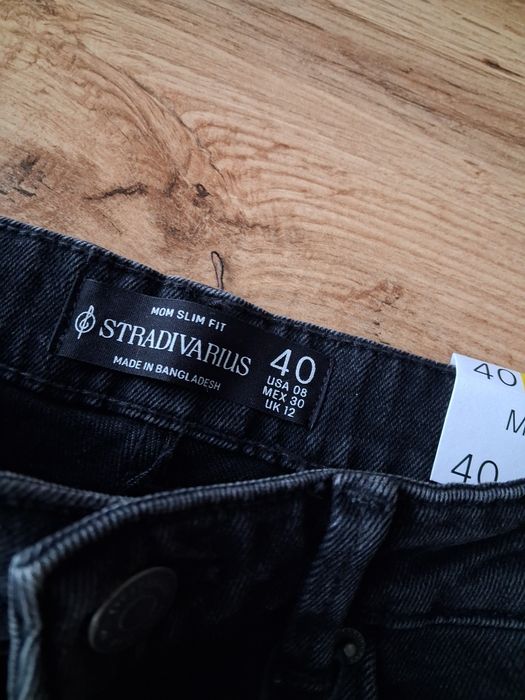 MOM SLIM FIT
STRADIVARIUS
MADE IN BANGLADESH
40
USA 08
MEX 30
UK 12
40
M
40